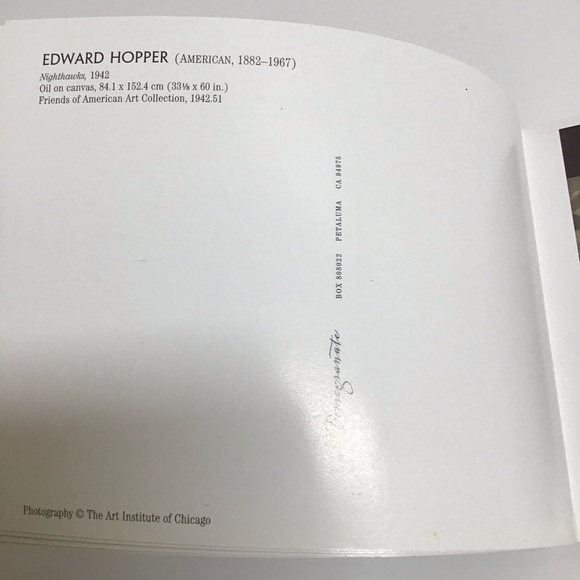 EDWARD HOPPER (AMERICAN, 1882–1967)
Nighthawks, 1942
Oil on canvas, 84.1 x 152.4 cm (33⅛ x 60 in.)
Friends of American Art Collection, 1942.51
Pomegranate BOX 808022 PETALUMA CA 94975
Photography © The Art Institute of Chicago